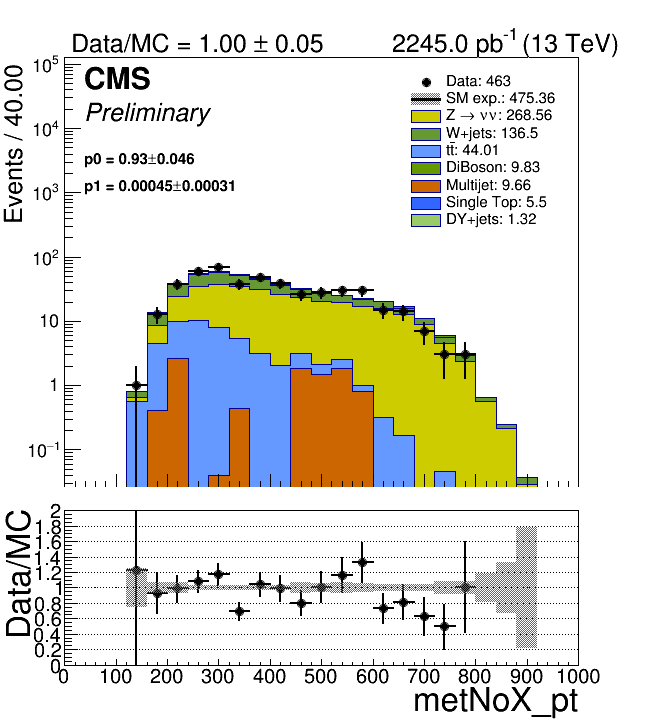 Data/MC = 1.00 ± 0.05
2245.0 pb⁻¹ (13 TeV)
Events / 40.00
10⁵
10⁴
10³
10²
10
1
10⁻¹
CMS
Preliminary
p0 = 0.93±0.046
p1 = 0.00045±0.00031
Data: 463
SM exp.: 475.36
Z → νν: 268.56
W+jets: 136.5
tt̄: 44.01
DiBoson: 9.83
Multijet: 9.66
Single Top: 5.5
DY+jets: 1.32
Data/MC
2
1.8
1.6
1.4
1.2
1
0.8
0.6
0.4
0.2
0
0 100 200 300 400 500 600 700 800 900 1000
metNoX_pt